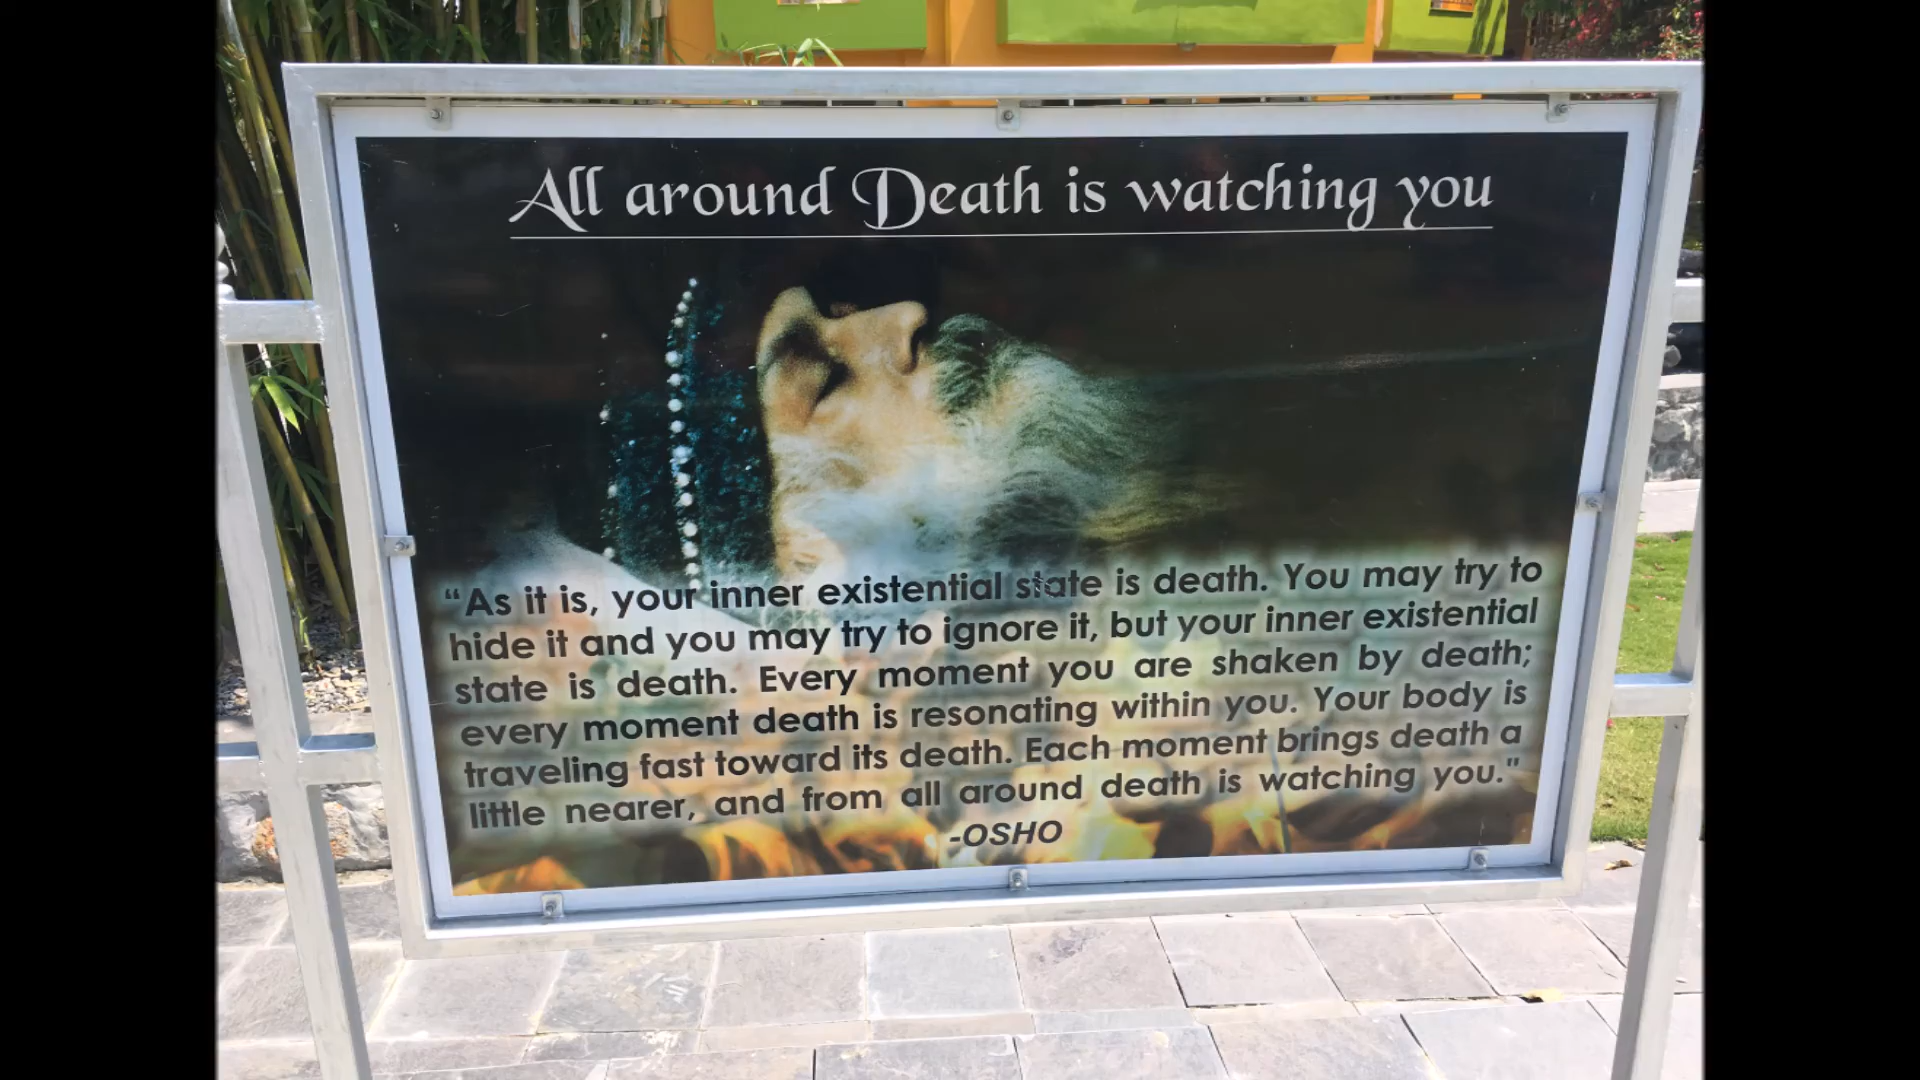 All around Death is watching you
“As it is, your inner existential state is death. You may try to
hide it and you may try to ignore it, but your inner existential
state is death. Every moment you are shaken by death;
every moment death is resonating within you. Your body is
traveling fast toward its death. Each moment brings death a
little nearer, and from all around death is watching you."
-OSHO